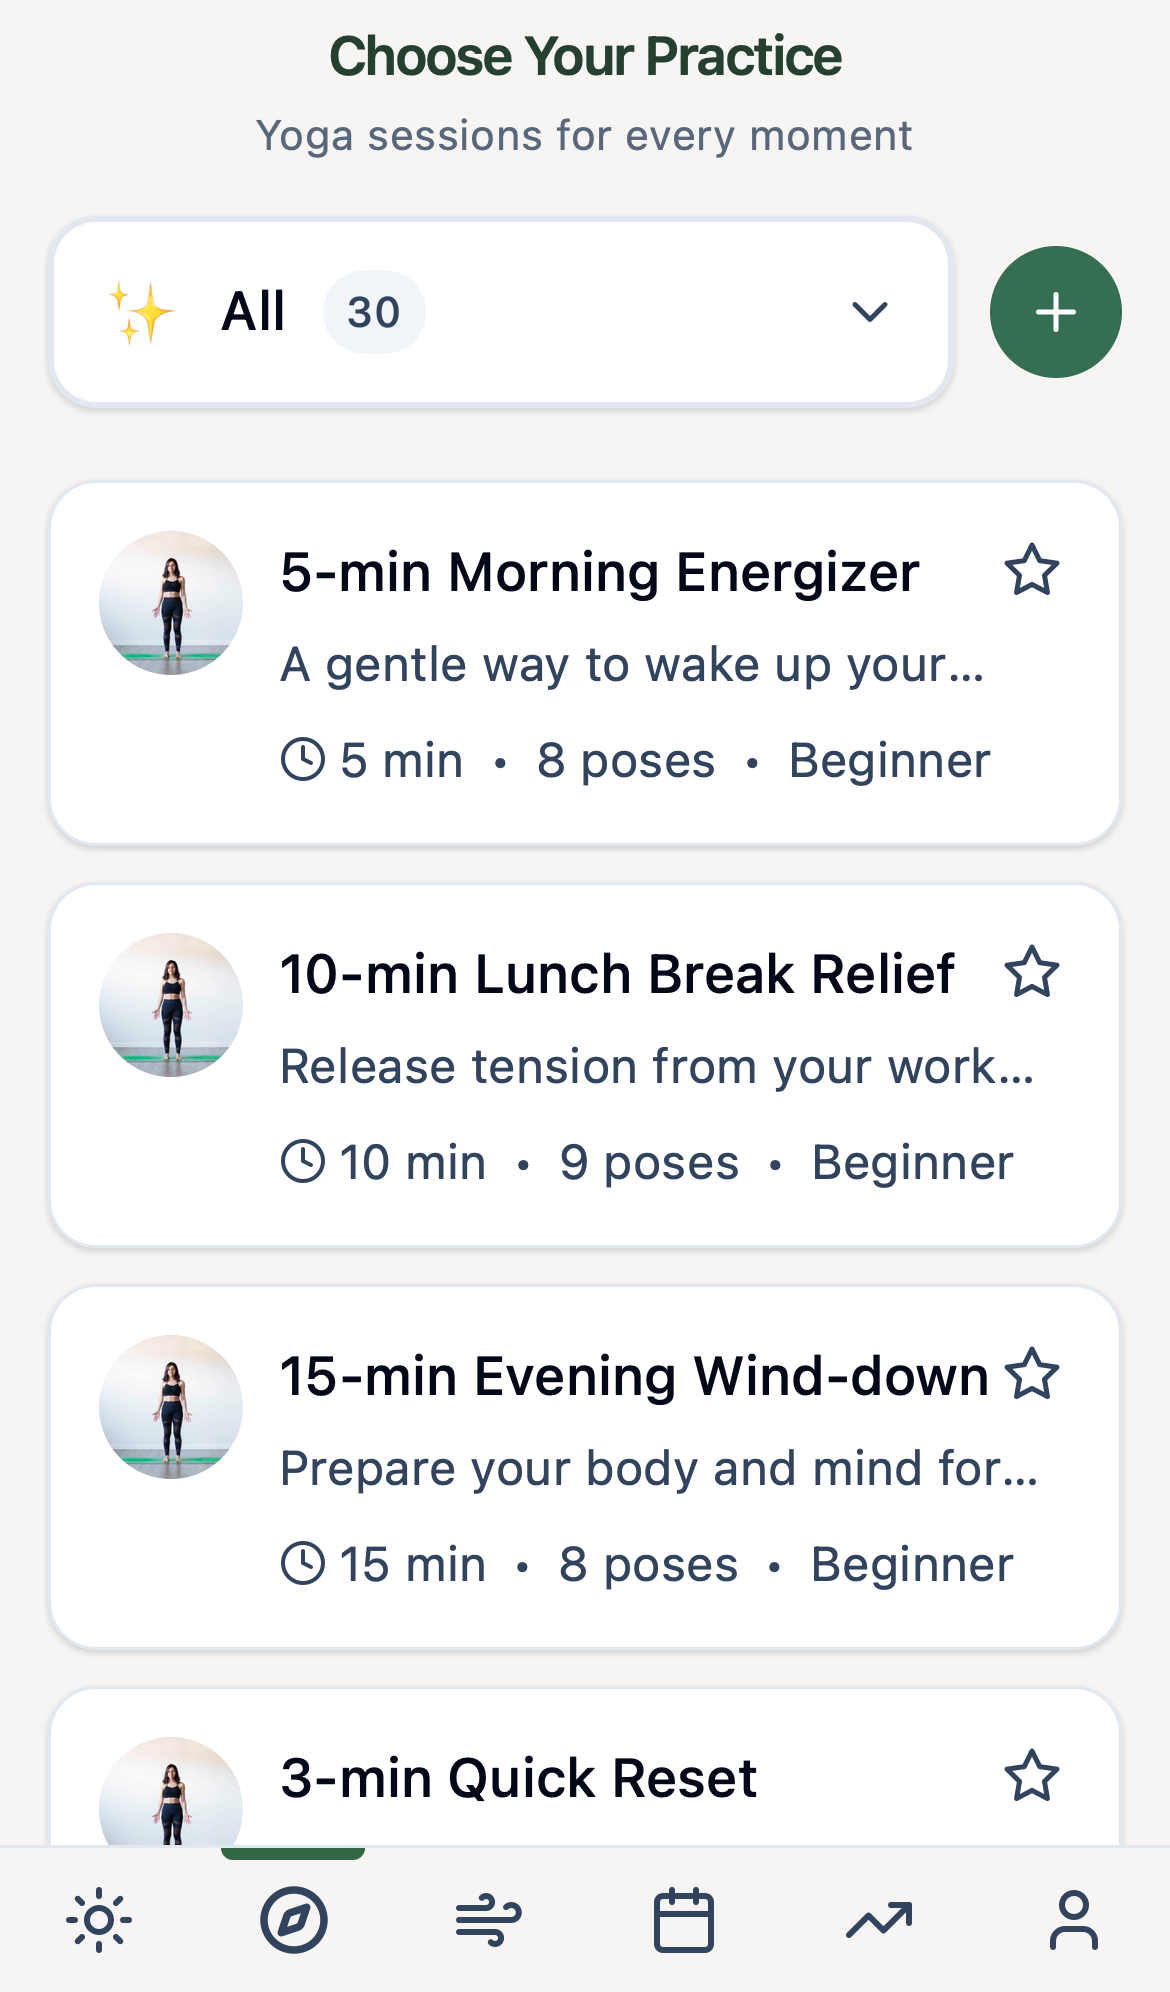 Choose Your Practice
Yoga sessions for every moment
✨ All 30
5-min Morning Energizer
A gentle way to wake up your...
5 min • 8 poses • Beginner
10-min Lunch Break Relief
Release tension from your work...
10 min • 9 poses • Beginner
15-min Evening Wind-down
Prepare your body and mind for...
15 min • 8 poses • Beginner
3-min Quick Reset